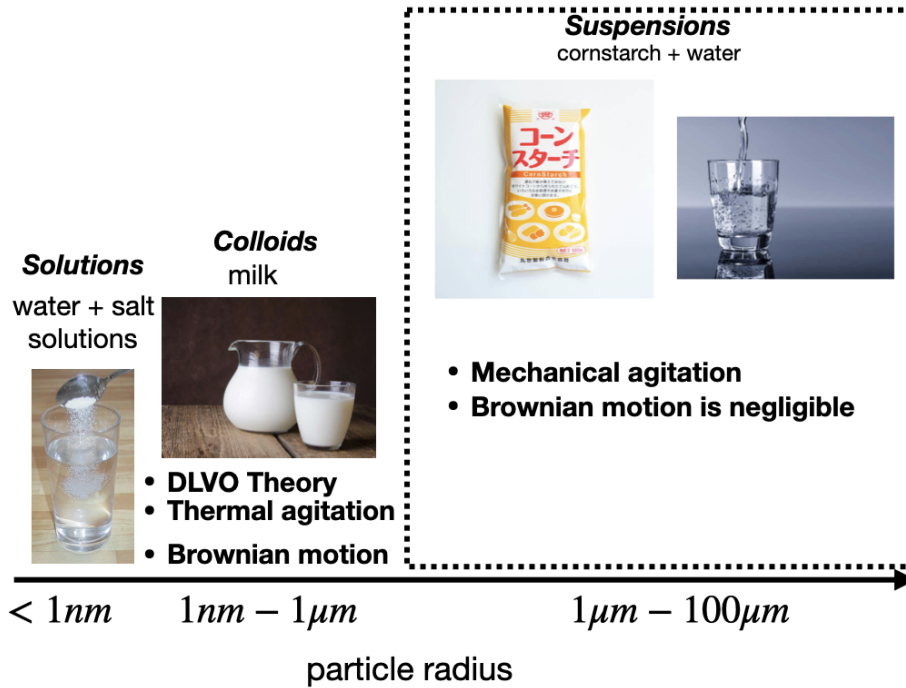 Suspensions
cornstarch + water
コーン
スターチ
CornStarch
Colloids
milk
Solutions
water + salt
solutions
• Mechanical agitation
• Brownian motion is negligible
• DLVO Theory
• Thermal agitation
• Brownian motion
< 1nm
1nm − 1μm
1μm − 100μm
particle radius